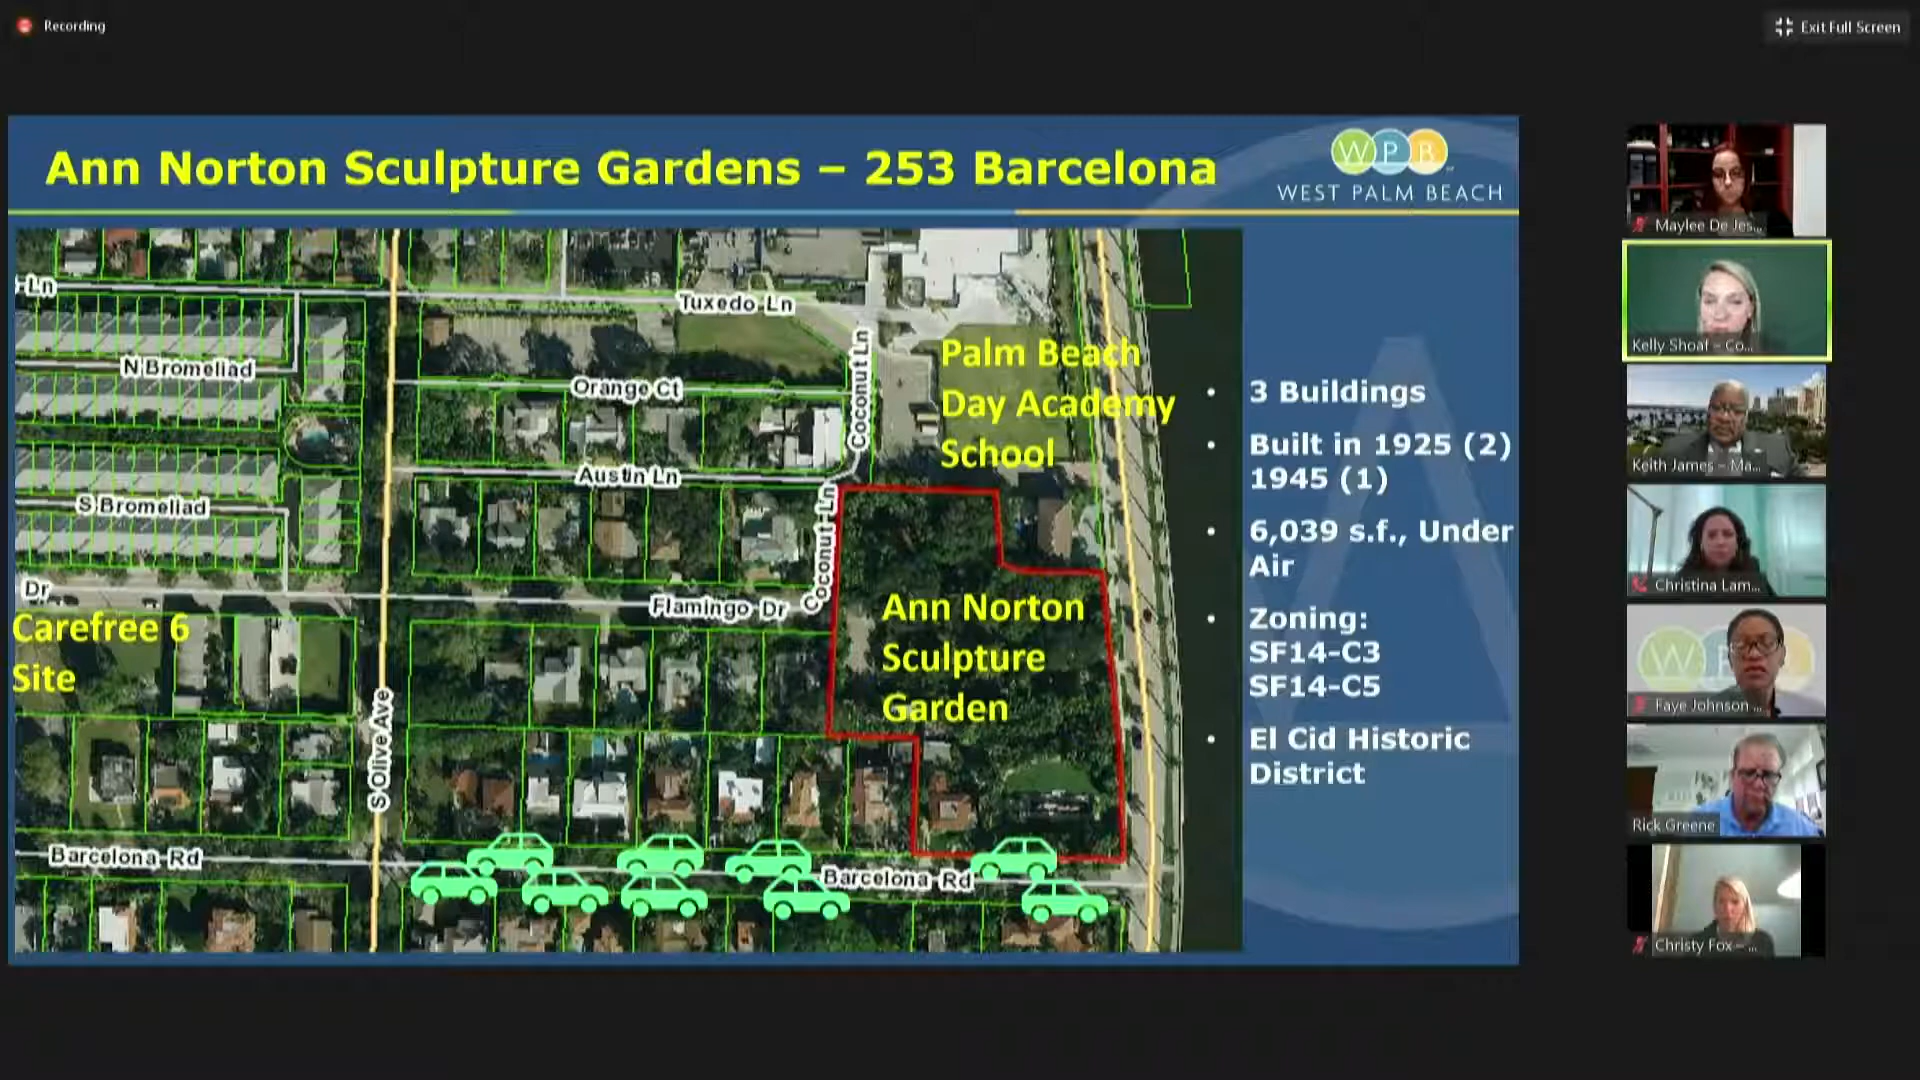 Recording
Exit Full Screen
Ann Norton Sculpture Gardens – 253 Barcelona
WPB
WEST PALM BEACH
Ln
Tuxedo Ln
N Bromeliad
Orange Ct
Coconut Ln
Palm Beach
Day Academy
School
Austin Ln
S Bromeliad
Coconut Ln
Dr
Flamingo Dr
Carefree 6
Site
Ann Norton
Sculpture
Garden
S Olive Ave
Barcelona Rd
Barcelona Rd
• 3 Buildings
• Built in 1925 (2)
1945 (1)
• 6,039 s.f., Under
Air
• Zoning:
SF14-C3
SF14-C5
• El Cid Historic
District
Maylee De Jes...
Kelly Shoaf – Co...
Keith James – Ma...
Christina Lam...
Faye Johnson ...
Rick Greene
Christy Fox – ...